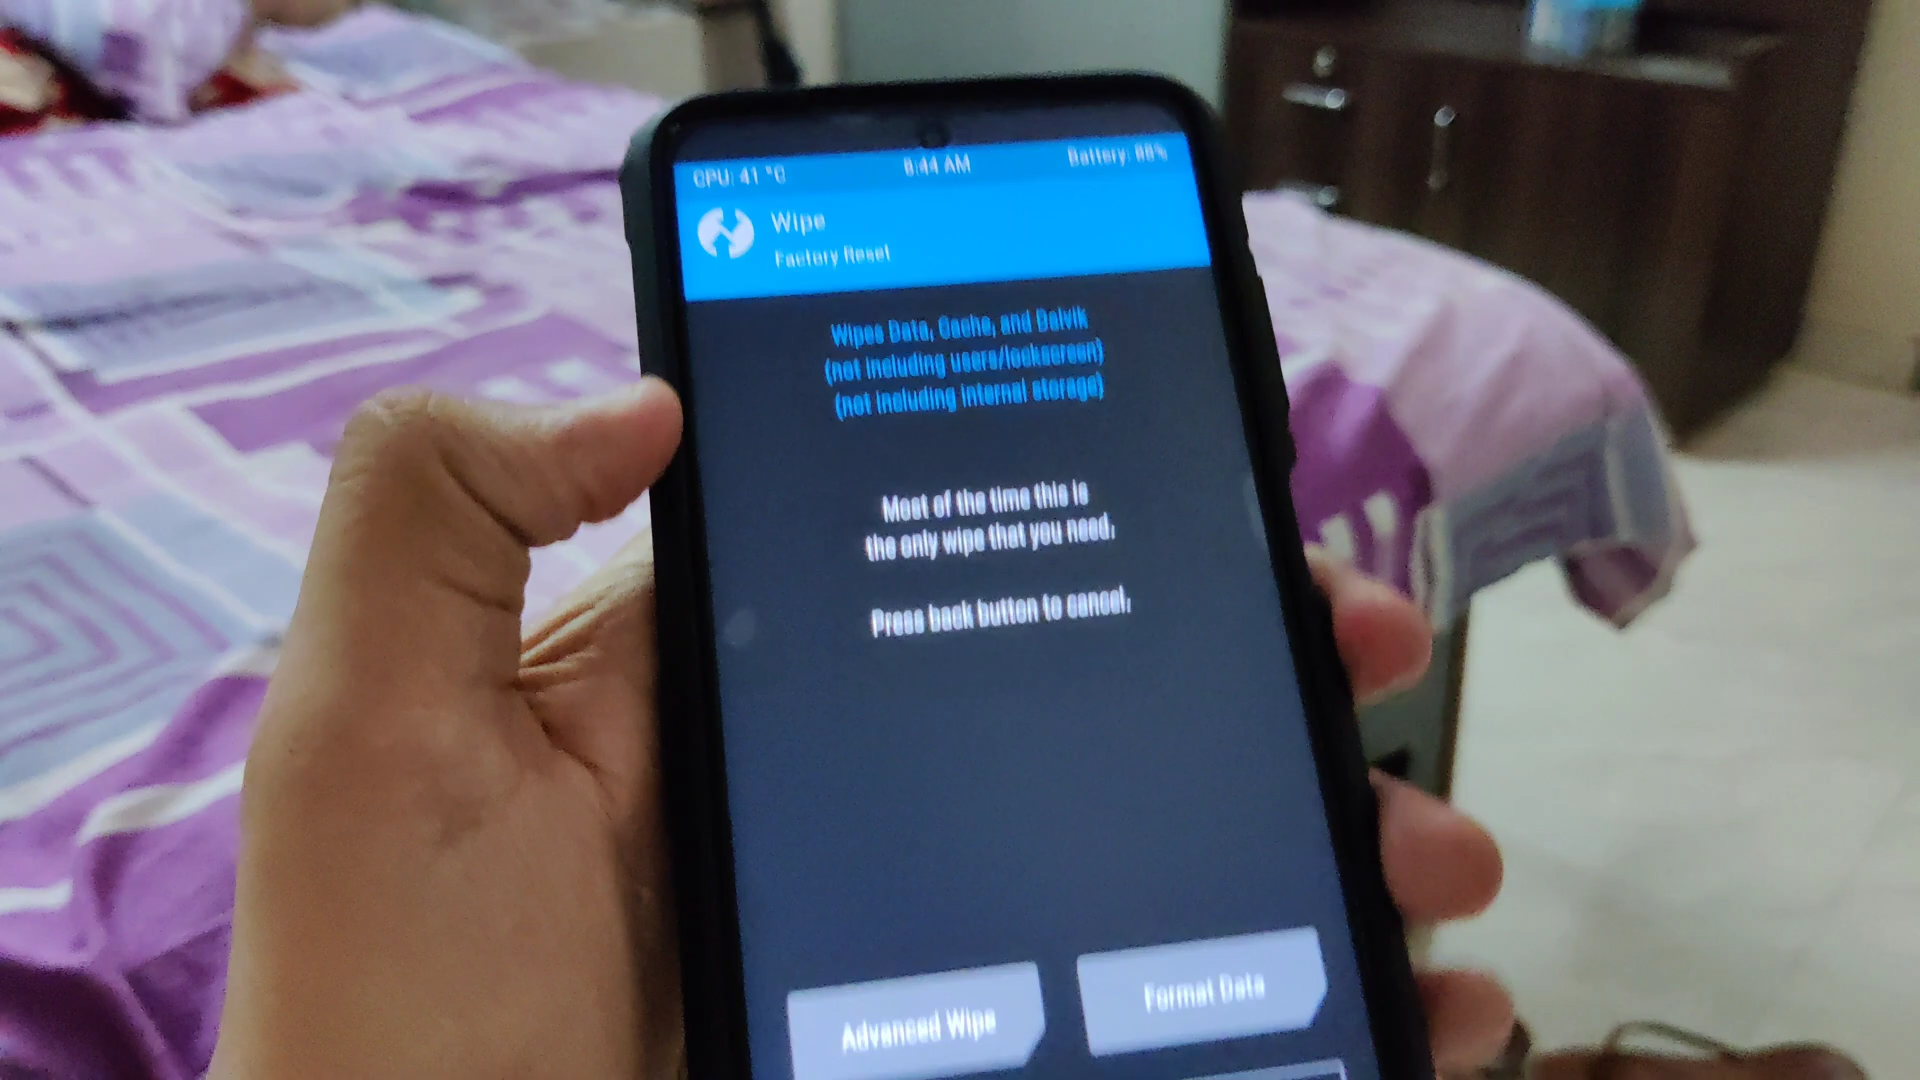 CPU: 41 °C
8:44 AM
Battery: 88%
Wipe
Factory Reset
Wipes Data, Cache, and Dalvik
(not including users/lockscreen)
(not including internal storage)
Most of the time this is
the only wipe that you need.
Press back button to cancel.
Advanced Wipe
Format Data